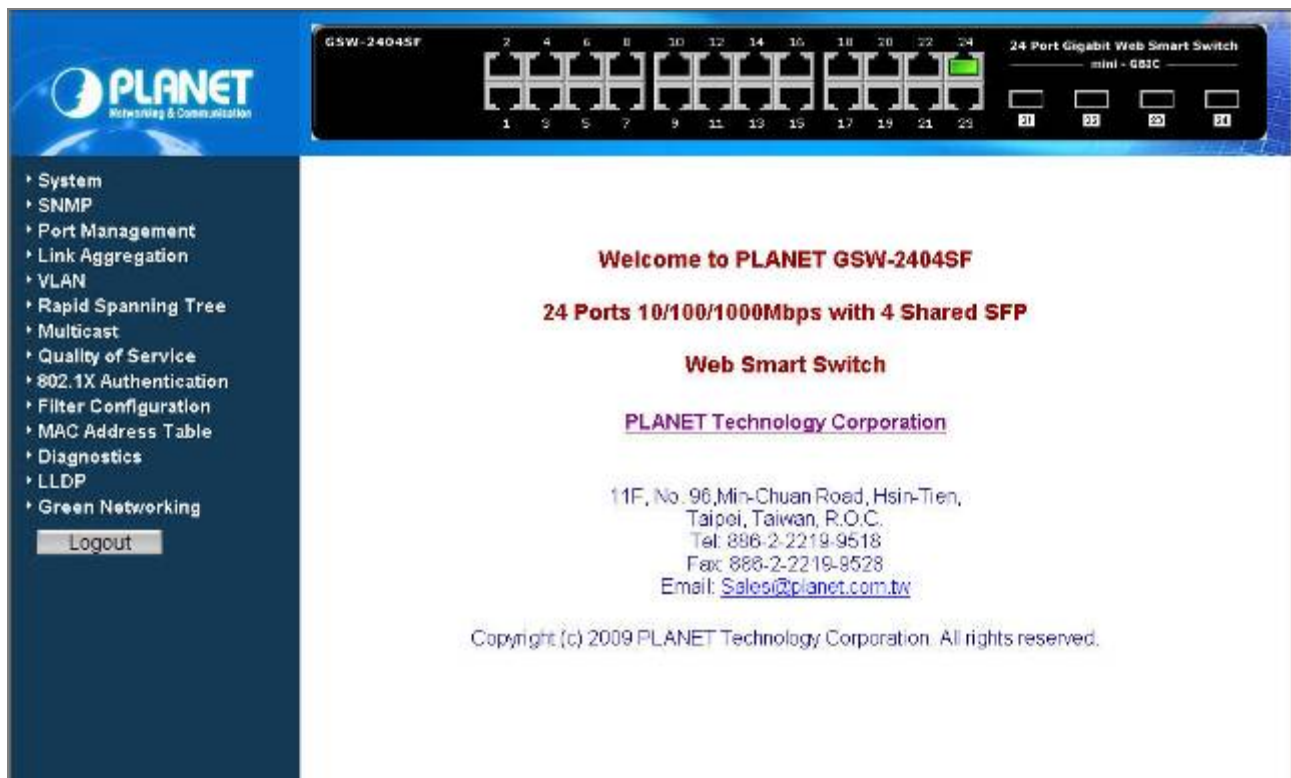 PLANET
Networking & Communication
GSW-2404SF
2 4 6 8 10 12 14 16 18 20 22 24
1 3 5 7 9 11 13 15 17 19 21 23
24 Port Gigabit Web Smart Switch
mini - GBIC
21 22 23 24
System
SNMP
Port Management
Link Aggregation
VLAN
Rapid Spanning Tree
Multicast
Quality of Service
802.1X Authentication
Filter Configuration
MAC Address Table
Diagnostics
LLDP
Green Networking
Logout
Welcome to PLANET GSW-2404SF
24 Ports 10/100/1000Mbps with 4 Shared SFP
Web Smart Switch
PLANET Technology Corporation
11F, No. 96,Min-Chuan Road, Hsin-Tien,
Taipei, Taiwan, R.O.C.
Tel: 886-2-2219-9518
Fax: 886-2-2219-9528
Email: Sales@planet.com.tw
Copyright (c) 2009 PLANET Technology Corporation. All rights reserved.